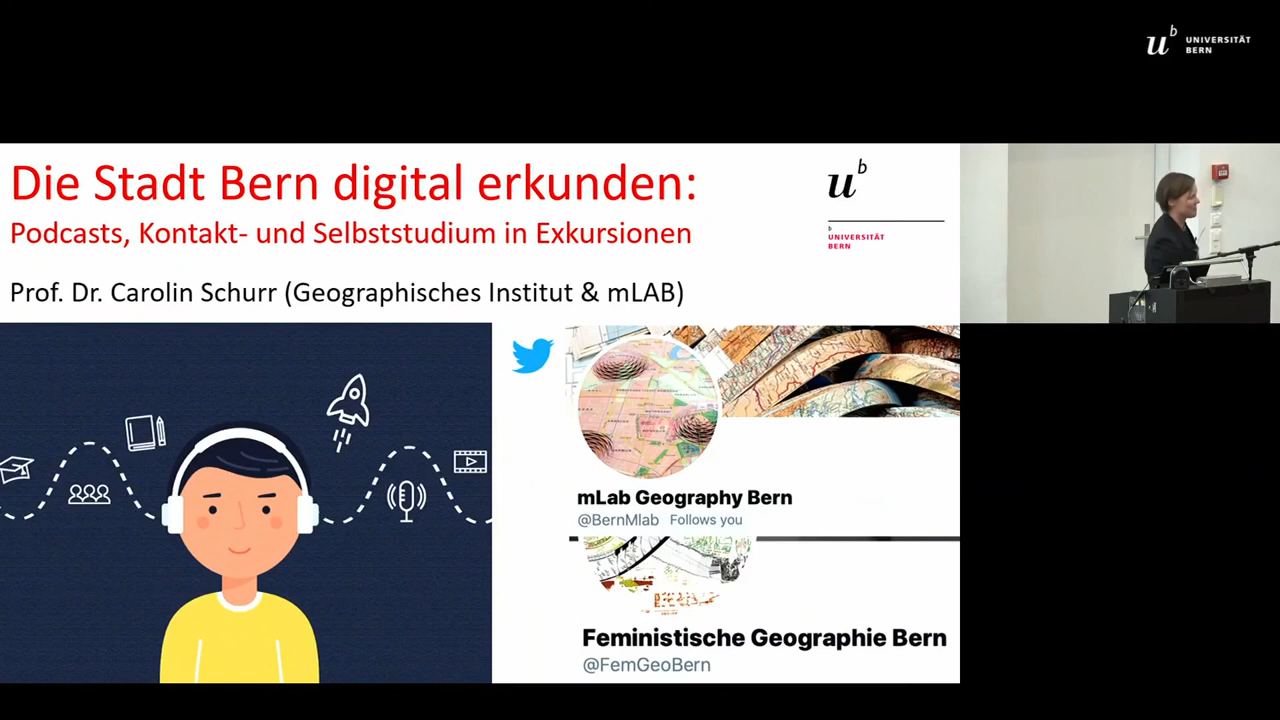 u b UNIVERSITÄT
BERN
Die Stadt Bern digital erkunden:
Podcasts, Kontakt- und Selbststudium in Exkursionen
Prof. Dr. Carolin Schurr (Geographisches Institut & mLAB)
u b
b
UNIVERSITÄT
BERN
mLab Geography Bern
@BernMlab Follows you
Feministische Geographie Bern
@FemGeoBern